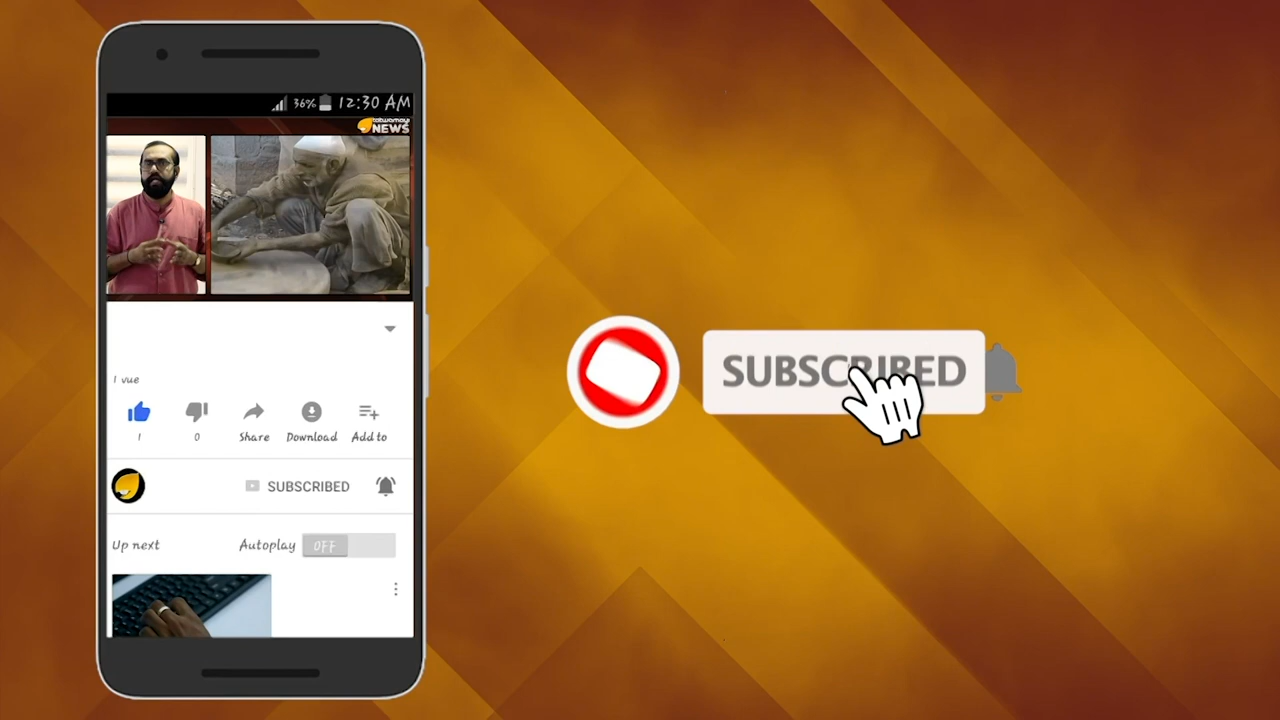 36% 12:30 AM
tatwamayi
NEWS
1 vue
1 0 Share Download Add to
SUBSCRIBED
Up next Autoplay OFF
SUBSCRIBED